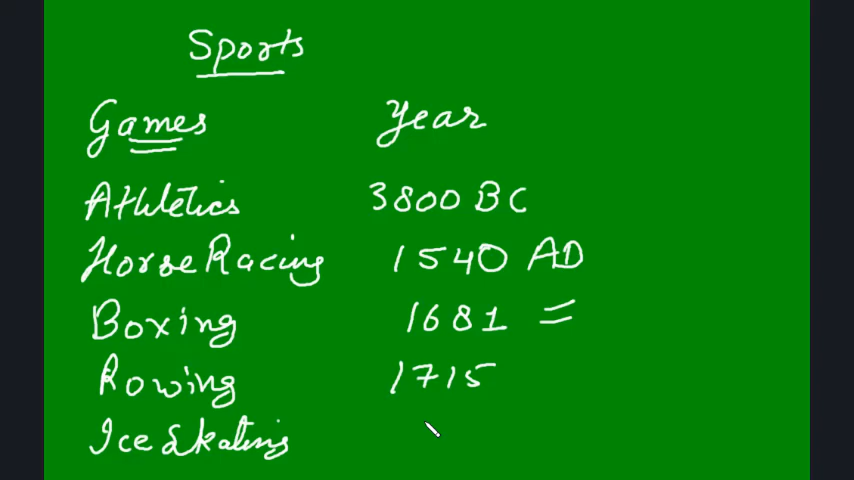 Sports
Games Year
Athletics 3800 BC
Horse Racing 1540 AD
Boxing 1681 =
Rowing 1715
Ice Skating